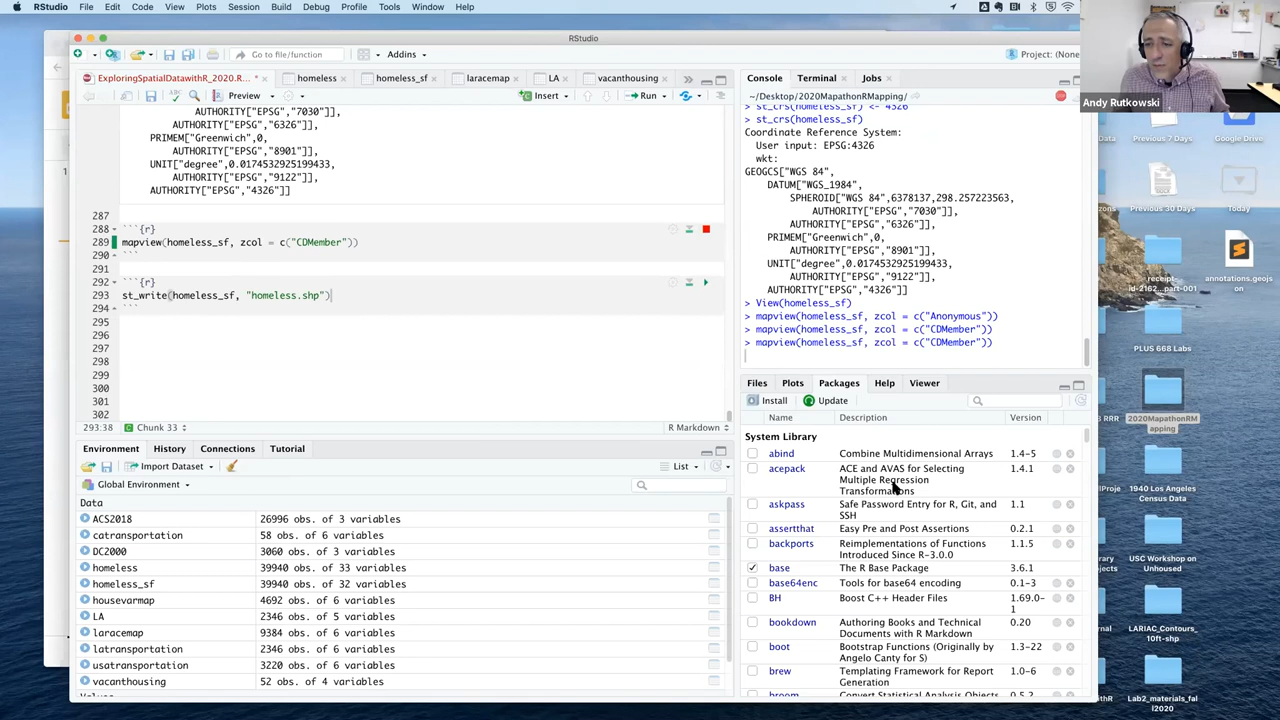 RStudio File Edit Code View Plots Session Build Debug Profile Tools Window Help
RStudio
Go to file/function
Addins
Project: (None
ExploringSpatialDatawithR_2020.R...
homeless
homeless_sf
laracemap
LA
vacanthousing
Preview
Insert
Run
AUTHORITY["EPSG","7030"]],
AUTHORITY["EPSG","6326"]],
PRIMEM["Greenwich",0,
AUTHORITY["EPSG","8901"]],
UNIT["degree",0.0174532925199433,
AUTHORITY["EPSG","9122"]],
AUTHORITY["EPSG","4326"]]
287
288 ```{r}
289 mapview(homeless_sf, zcol = c("CDMember"))
290 ```
291
292 ```{r}
293 st_write(homeless_sf, "homeless.shp")
294 ```
295
296
297
298
299
300
301
302
293:38 Chunk 33 R Markdown
Environment History Connections Tutorial
Import Dataset List
Global Environment
Data
ACS2018 26996 obs. of 3 variables
catransportation 58 obs. of 6 variables
DC2000 3060 obs. of 3 variables
homeless 39940 obs. of 33 variables
homeless_sf 39940 obs. of 32 variables
housevarmap 4692 obs. of 6 variables
LA 2346 obs. of 5 variables
laracemap 9384 obs. of 6 variables
latransportation 2346 obs. of 6 variables
usatransportation 3220 obs. of 6 variables
vacanthousing 52 obs. of 4 variables
Console Terminal Jobs
~/Desktop/2020MapathonRMapping/
> st_crs(homeless_sf) <- 4326
> st_crs(homeless_sf)
Coordinate Reference System:
User input: EPSG:4326
wkt:
GEOGCS["WGS 84",
DATUM["WGS_1984",
SPHEROID["WGS 84",6378137,298.257223563,
AUTHORITY["EPSG","7030"]],
AUTHORITY["EPSG","6326"]],
PRIMEM["Greenwich",0,
AUTHORITY["EPSG","8901"]],
UNIT["degree",0.0174532925199433,
AUTHORITY["EPSG","9122"]],
AUTHORITY["EPSG","4326"]]
> View(homeless_sf)
> mapview(homeless_sf, zcol = c("Anonymous"))
> mapview(homeless_sf, zcol = c("CDMember"))
> mapview(homeless_sf, zcol = c("CDMember"))
Files Plots Packages Help Viewer
Install Update
Name Description Version
System Library
abind Combine Multidimensional Arrays 1.4-5
acepack ACE and AVAS for Selecting 1.4.1
Multiple Regression
Transformations
askpass Safe Password Entry for R, Git, and 1.1
SSH
assertthat Easy Pre and Post Assertions 0.2.1
backports Reimplementations of Functions 1.1.5
Introduced Since R-3.0.0
base The R Base Package 3.6.1
base64enc Tools for base64 encoding 0.1-3
BH Boost C++ Header Files 1.69.0-
1
bookdown Authoring Books and Technical 0.20
Documents with R Markdown
boot Bootstrap Functions (Originally by 1.3-22
Angelo Canty for S)
brew Templating Framework for Report 1.0-6
Generation
broom Convert Statistical Analysis Objects 0.5.2
Andy Rutkowski
Data
Google Drive
Previous 7 Days
Previous 30 Days
Today
receipt-
id-2162...
part-001
annotations.geojs
on
PLUS 668 Labs
RRR
2020MapathonRM
apping
1940 Los Angeles
Census Data
USC Workshop on
Unhoused
LARIAC_Contours_
10ft-shp
Lab2_materials_fa
ll2020